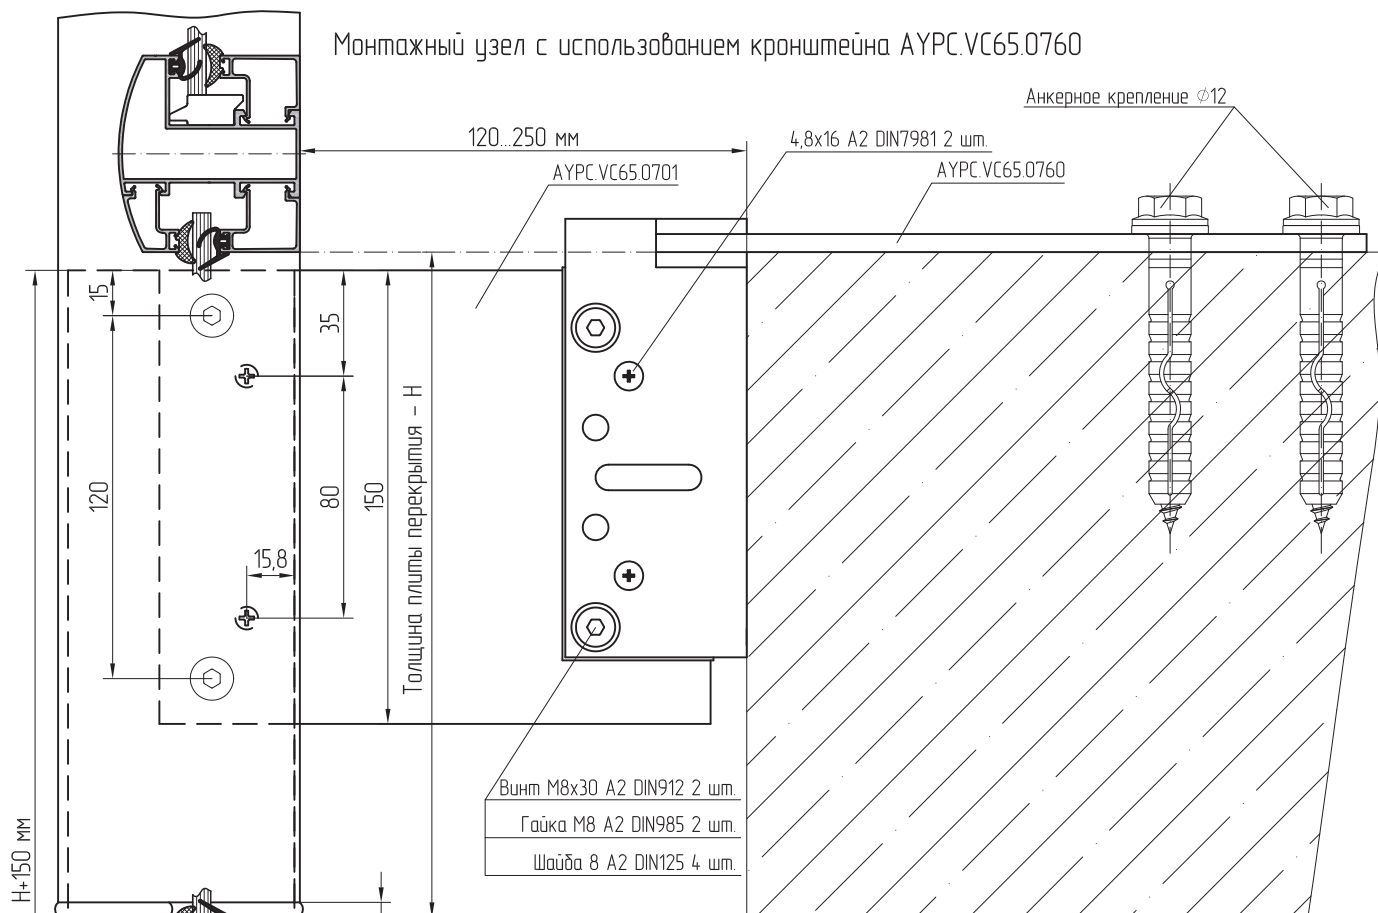 Монтажный узел с использованием кронштейна AYPC.VC65.0760
Анкерное крепление ∅12
120...250 мм
4,8x16 A2 DIN7981 2 шт.
AYPC.VC65.0701
AYPC.VC65.0760
15
35
120
80
150
15,8
Толщина плиты перекрытия – H
H+150 мм
Винт M8x30 A2 DIN912 2 шт.
Гайка M8 A2 DIN985 2 шт.
Шайба 8 A2 DIN125 4 шт.